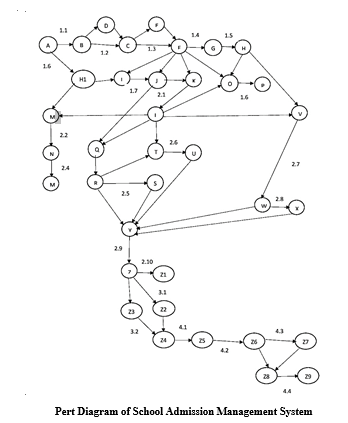 D F
1.1 1.4 1.5
A B C E G H
1.2 1.3
1.6
H1 I J K O P
1.7 2.1 1.6
M I V
2.2
N Q T 2.6 U
2.4
M R S
2.5
2.7
W 2.8 X
Y
2.9
2.10
7 Z1
3.1
Z3 Z2
3.2 4.1 4.3
Z4 Z5 Z6 Z7
4.2
Z8 Z9
4.4
Pert Diagram of School Admission Management System